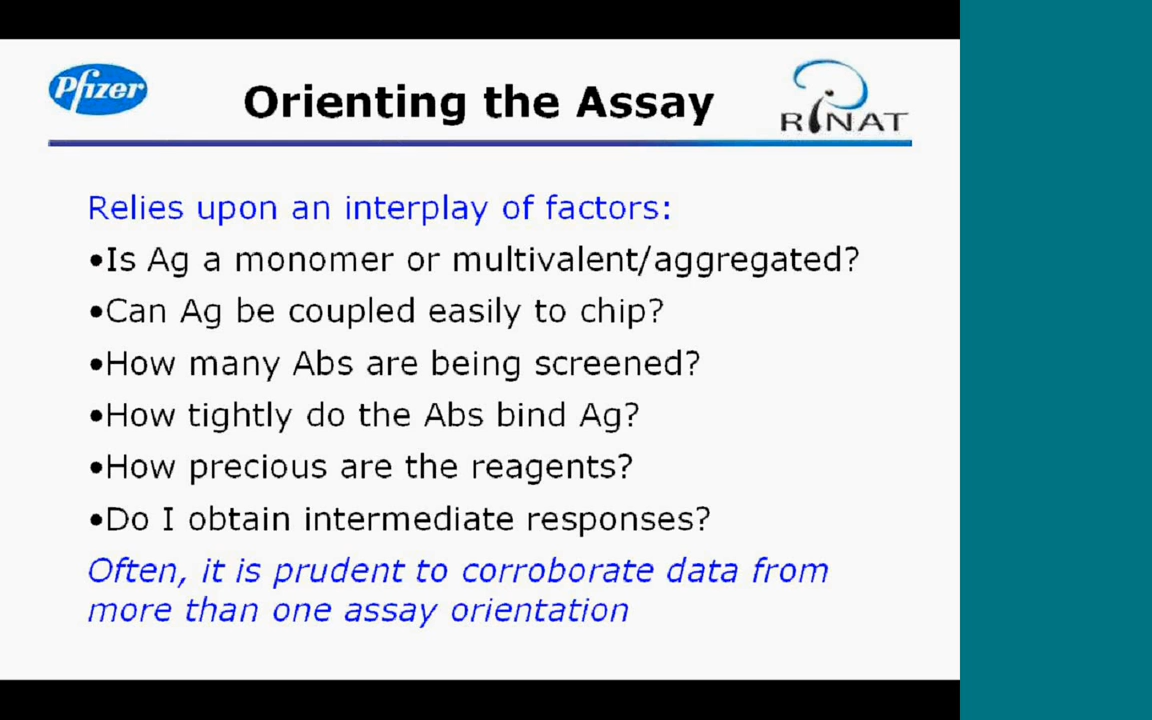 Pfizer
Orienting the Assay
RINAT
Relies upon an interplay of factors:
•Is Ag a monomer or multivalent/aggregated?
•Can Ag be coupled easily to chip?
•How many Abs are being screened?
•How tightly do the Abs bind Ag?
•How precious are the reagents?
•Do I obtain intermediate responses?
Often, it is prudent to corroborate data from
more than one assay orientation